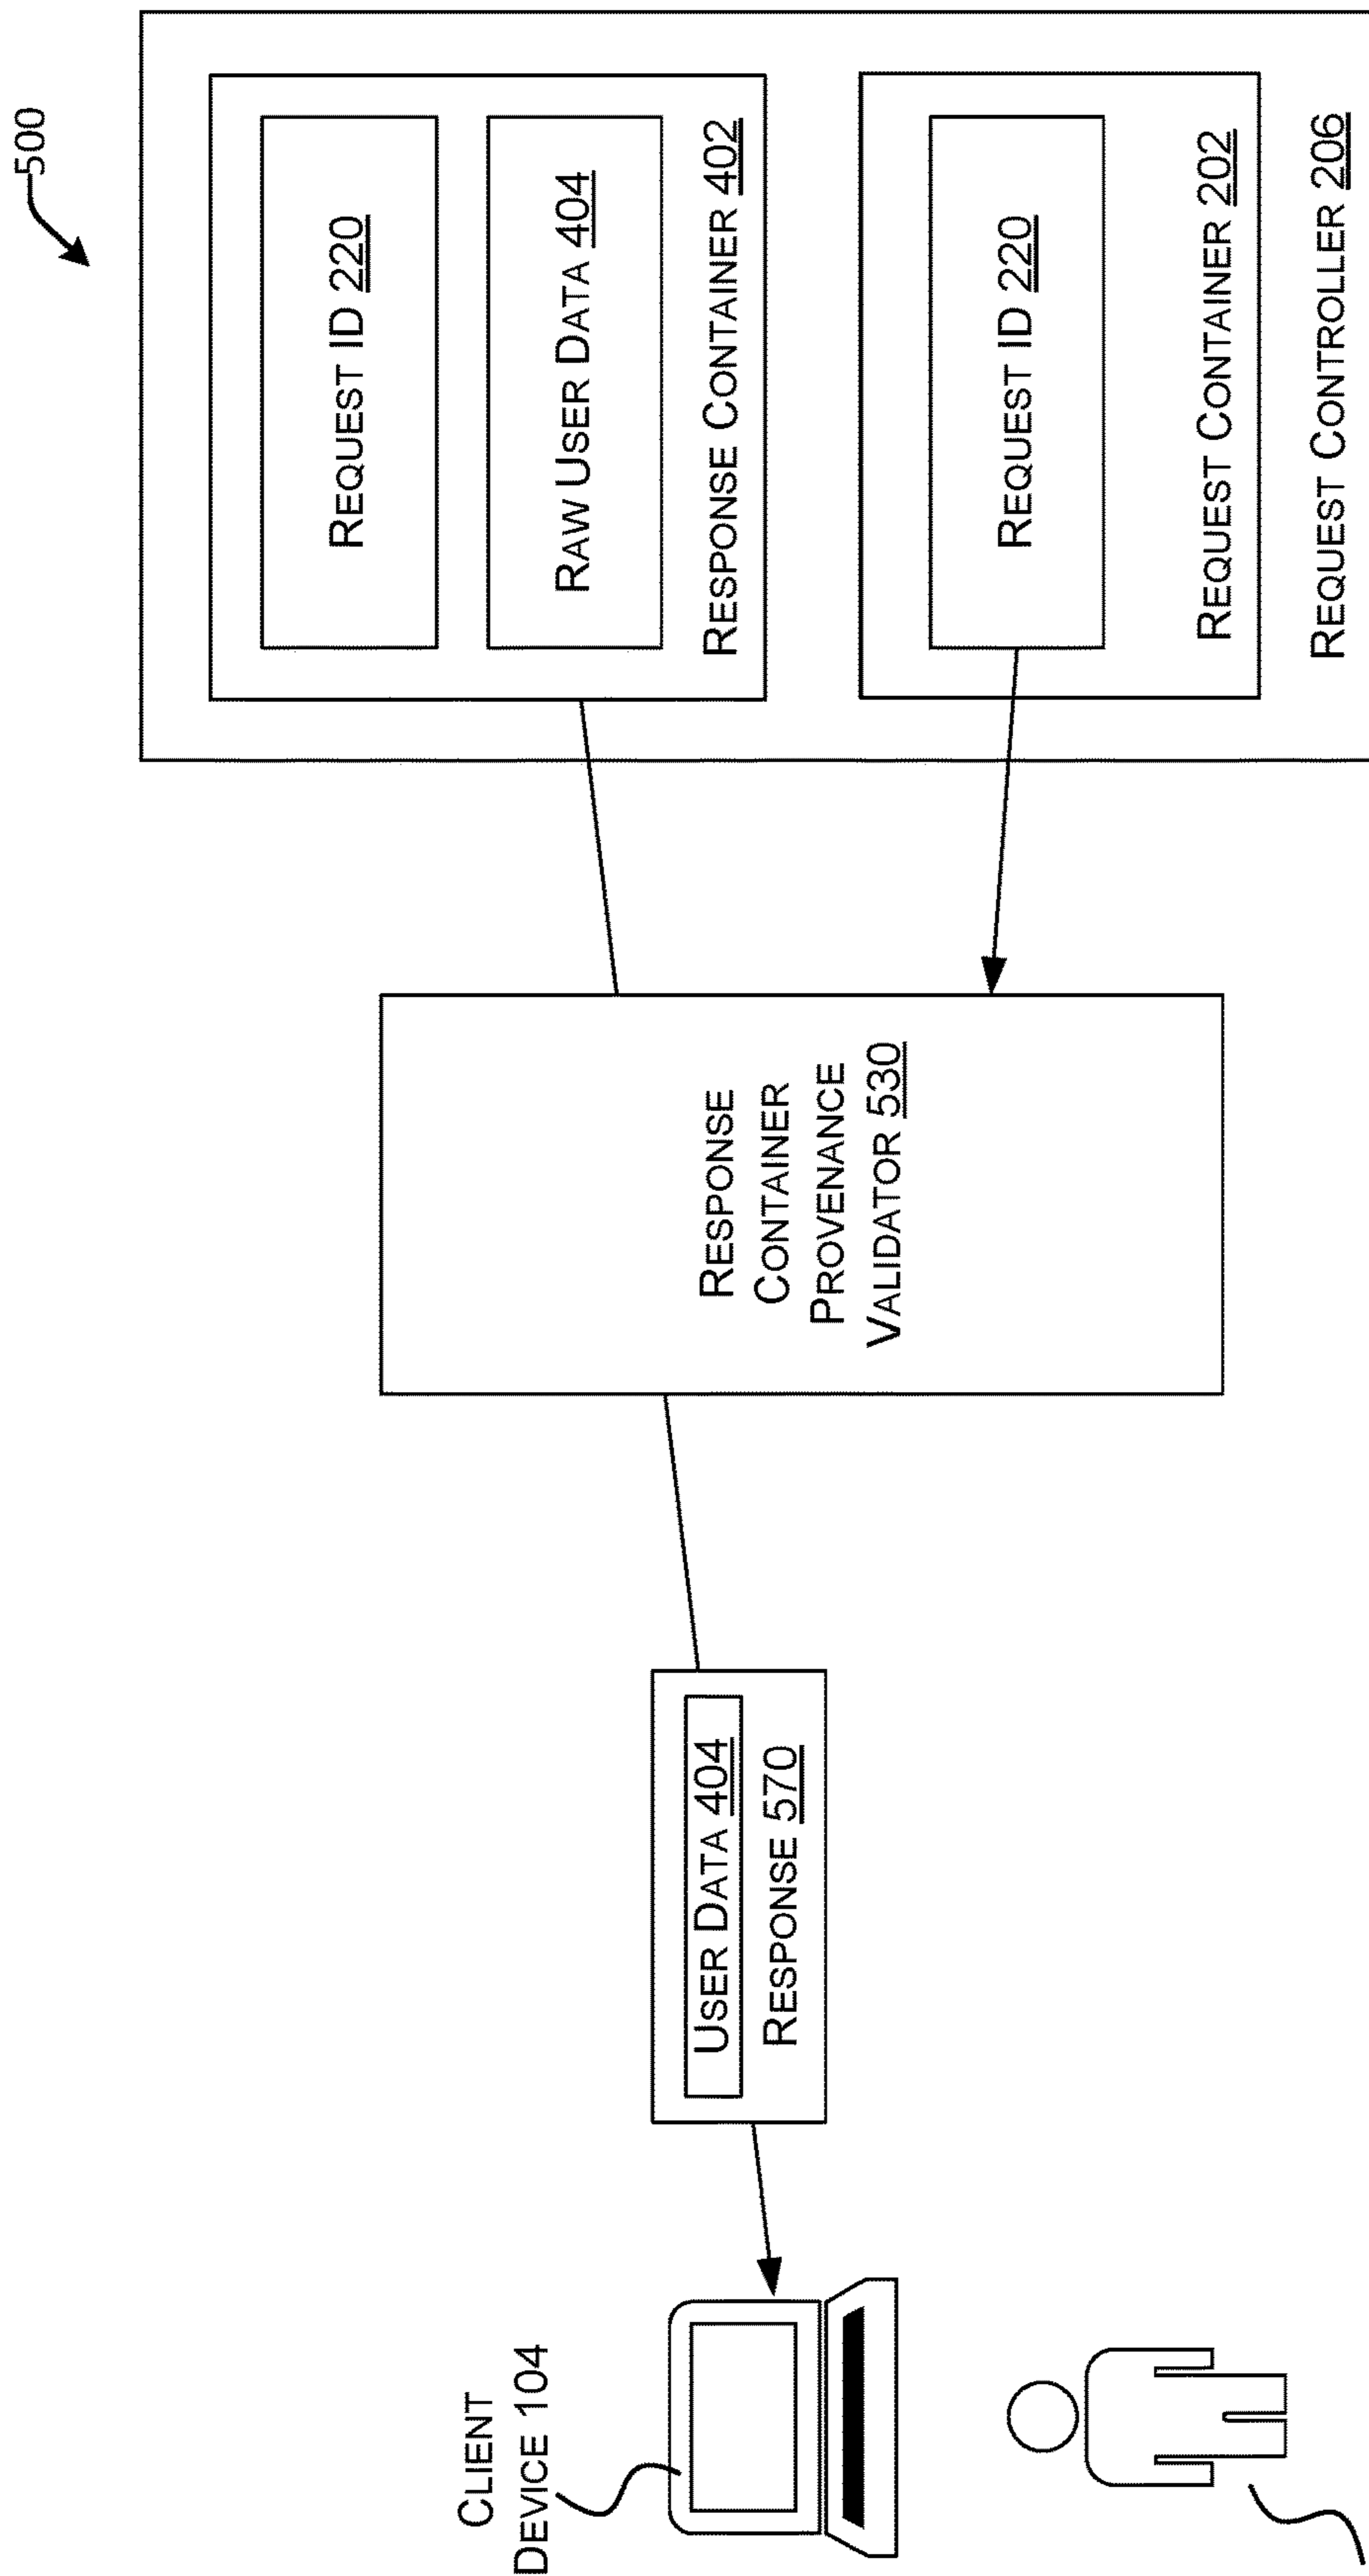 500
CLIENT
DEVICE 104
USER DATA 404
RESPONSE 570
RESPONSE
CONTAINER
PROVENANCE
VALIDATOR 530
REQUEST ID 220
RAW USER DATA 404
RESPONSE CONTAINER 402
REQUEST ID 220
REQUEST CONTAINER 202
REQUEST CONTROLLER 206